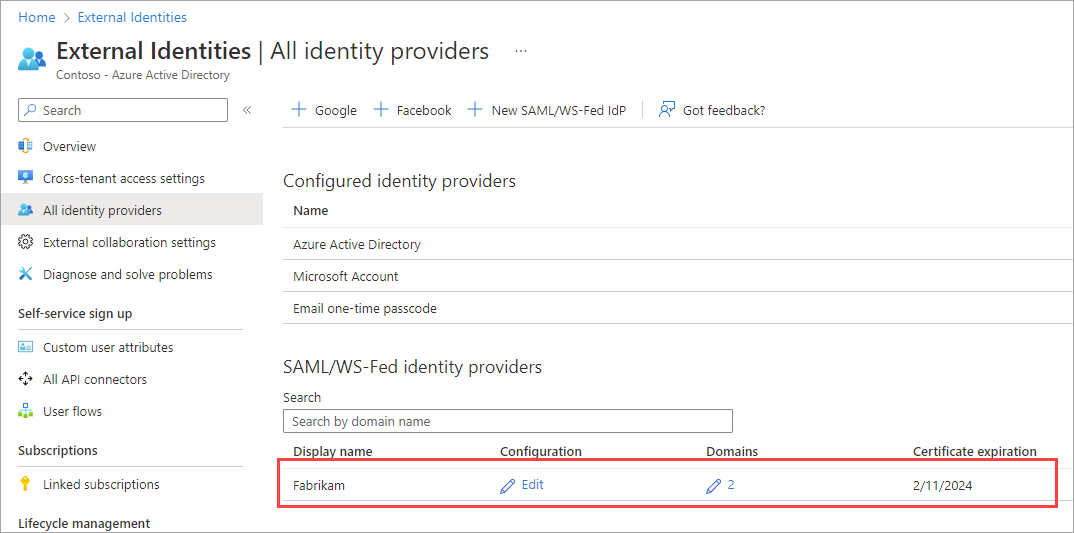 Home > External Identities
External Identities | All identity providers ...
Contoso - Azure Active Directory
Search «
Overview
Cross-tenant access settings
All identity providers
External collaboration settings
Diagnose and solve problems
Self-service sign up
Custom user attributes
All API connectors
User flows
Subscriptions
Linked subscriptions
Lifecycle management
+ Google + Facebook + New SAML/WS-Fed IdP Got feedback?
Configured identity providers
Name
Azure Active Directory
Microsoft Account
Email one-time passcode
SAML/WS-Fed identity providers
Search
Search by domain name
Display name Configuration Domains Certificate expiration
Fabrikam Edit 2 2/11/2024